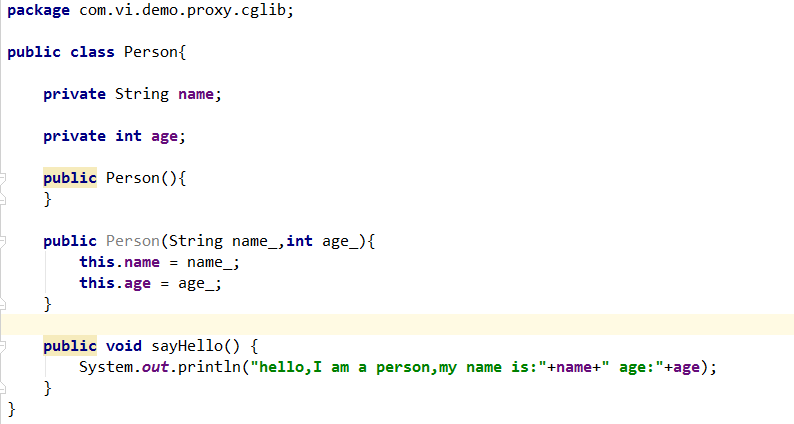 package com.vi.demo.proxy.cglib;
public class Person{
private String name;
private int age;
public Person(){
}
public Person(String name_,int age_){
this.name = name_;
this.age = age_;
}
public void sayHello() {
System.out.println("hello,I am a person,my name is:"+name+" age:"+age);
}
}